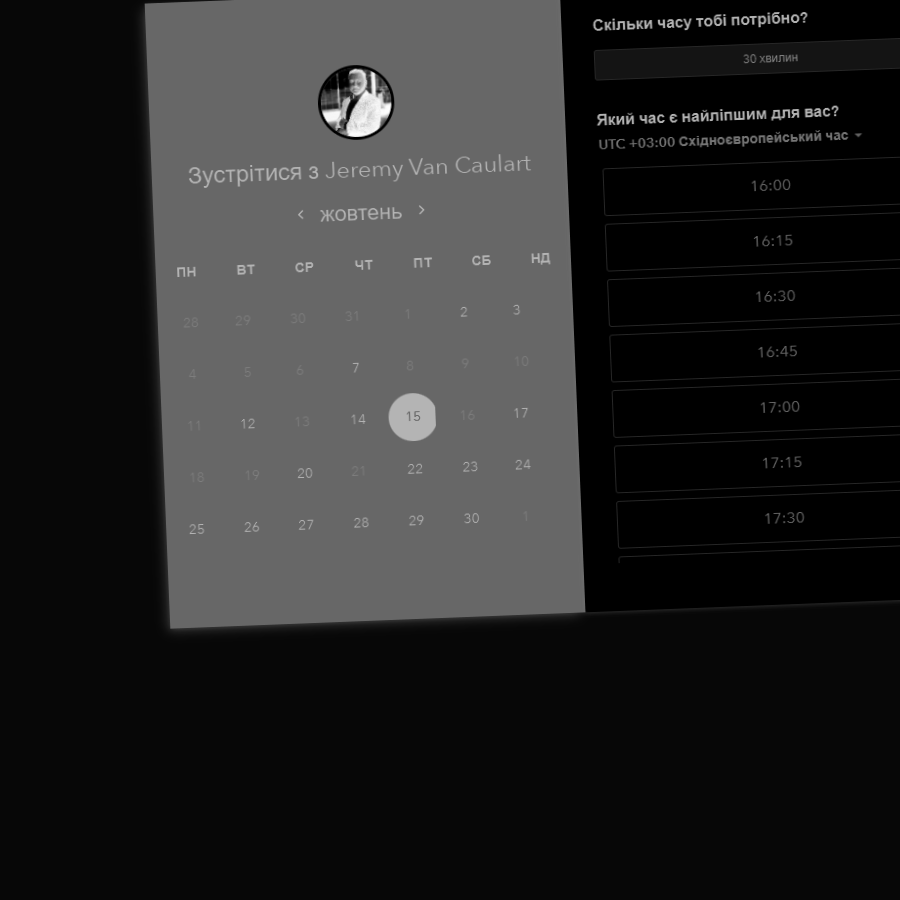 Зустрітися з Jeremy Van Caulart
жовтень
ПН ВТ СР ЧТ ПТ СБ НД
28 29 30 31 1 2 3
4 5 6 7 8 9 10
11 12 13 14 15 16 17
18 19 20 21 22 23 24
25 26 27 28 29 30 1
Скільки часу тобі потрібно?
30 хвилин
Який час є найліпшим для вас?
UTC +03:00 Східноєвропейський час
16:00
16:15
16:30
16:45
17:00
17:15
17:30